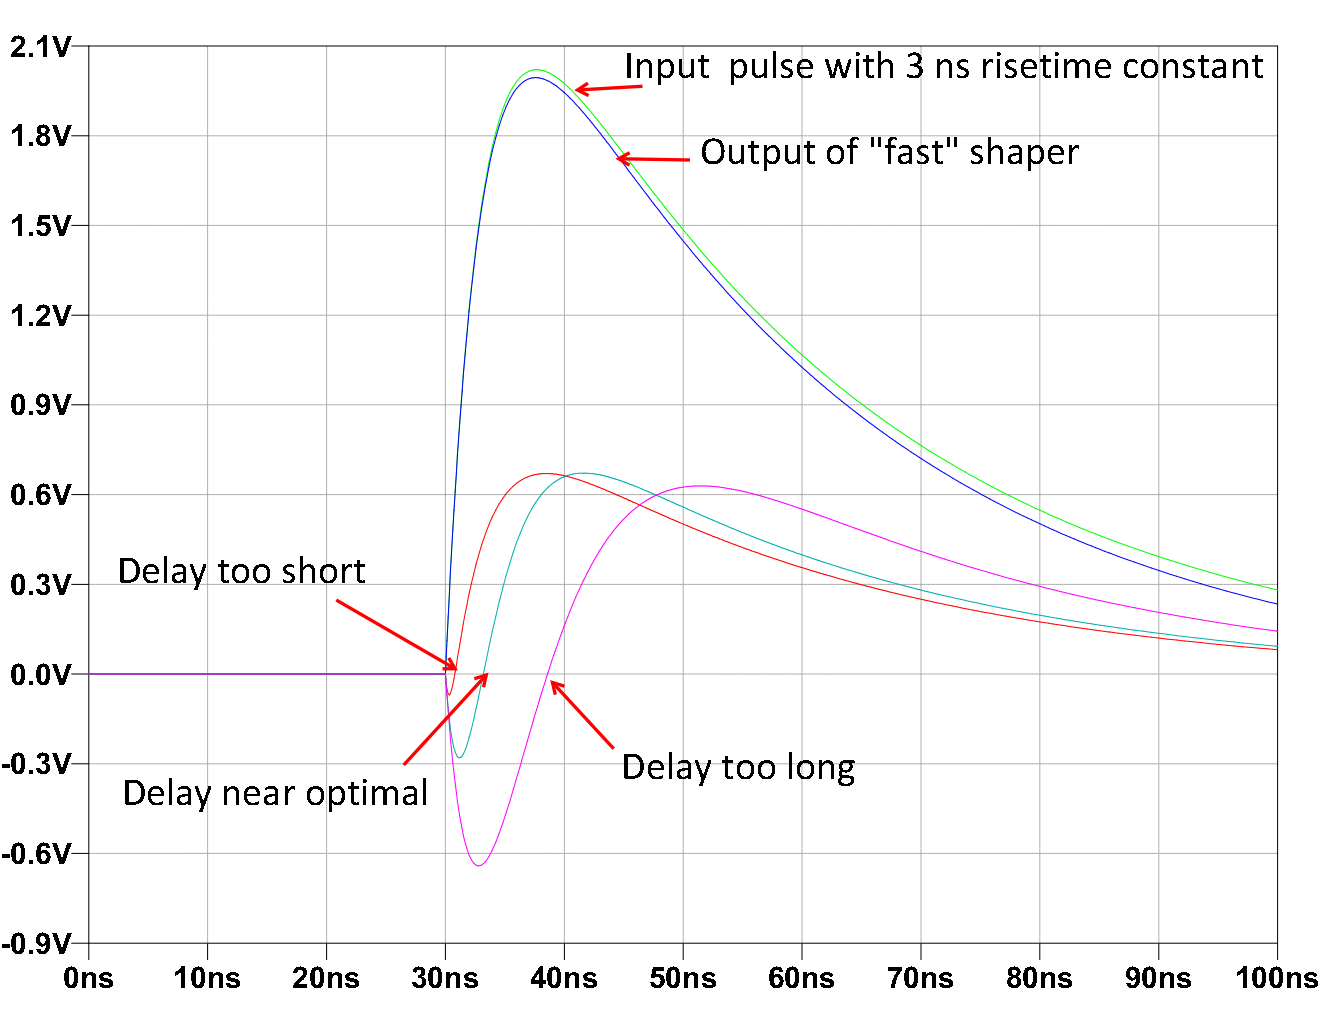 2.1V
Input  pulse with 3 ns risetime constant
1.8V
Output of "fast" shaper
1.5V
1.2V
0.9V
0.6V
Delay too short
0.3V
0.0V
-0.3V
Delay too long
Delay near optimal
-0.6V
-0.9V
0ns 10ns 20ns 30ns 40ns 50ns 60ns 70ns 80ns 90ns 100ns